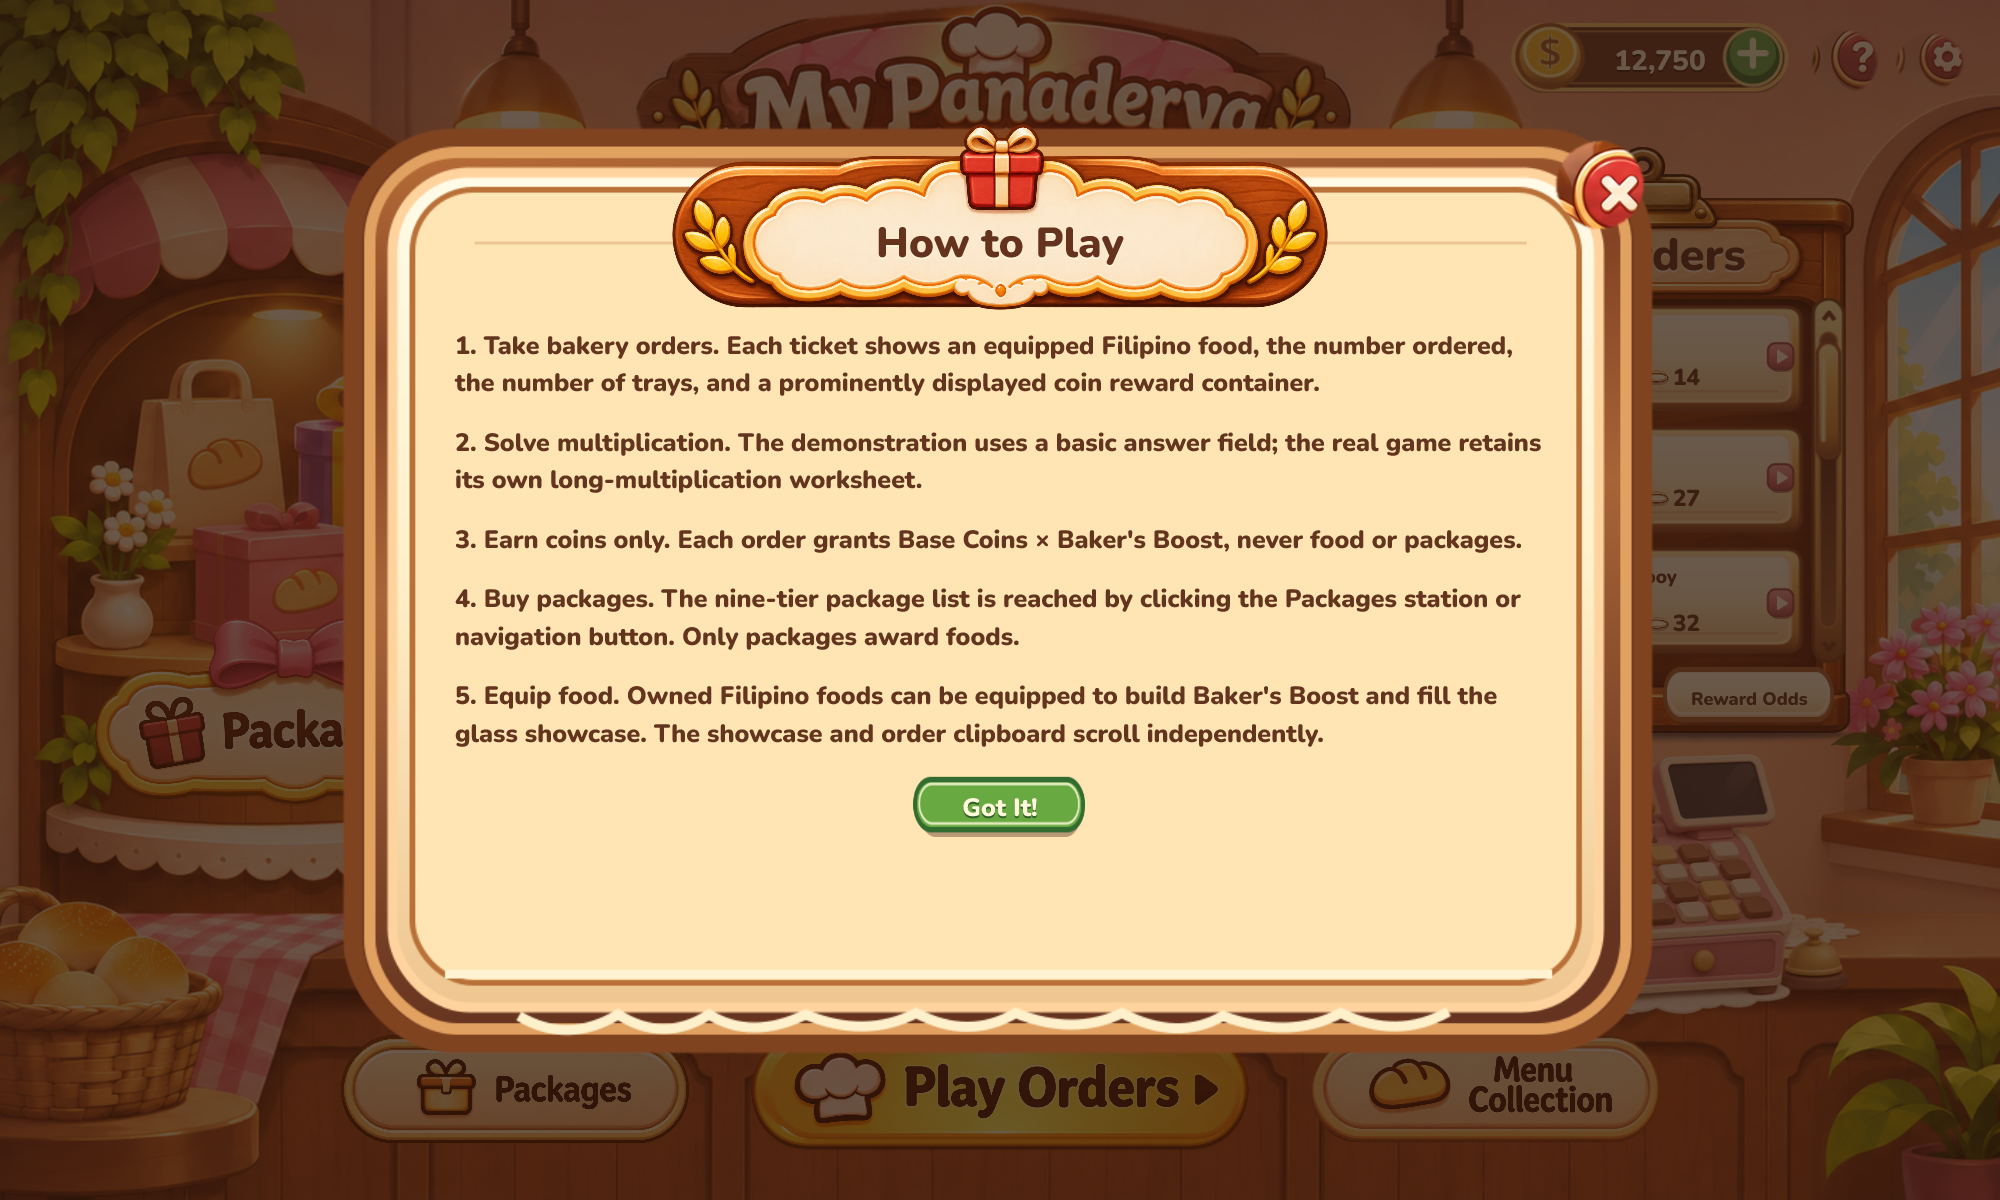 My Panaderya
$ 12,750 +
?
How to Play
1. Take bakery orders. Each ticket shows an equipped Filipino food, the number ordered,
the number of trays, and a prominently displayed coin reward container.
2. Solve multiplication. The demonstration uses a basic answer field; the real game retains
its own long-multiplication worksheet.
3. Earn coins only. Each order grants Base Coins × Baker's Boost, never food or packages.
4. Buy packages. The nine-tier package list is reached by clicking the Packages station or
navigation button. Only packages award foods.
5. Equip food. Owned Filipino foods can be equipped to build Baker's Boost and fill the
glass showcase. The showcase and order clipboard scroll independently.
Got It!
ders
14
27
oy
32
Reward Odds
Packa
Packages
Play Orders
Menu
Collection